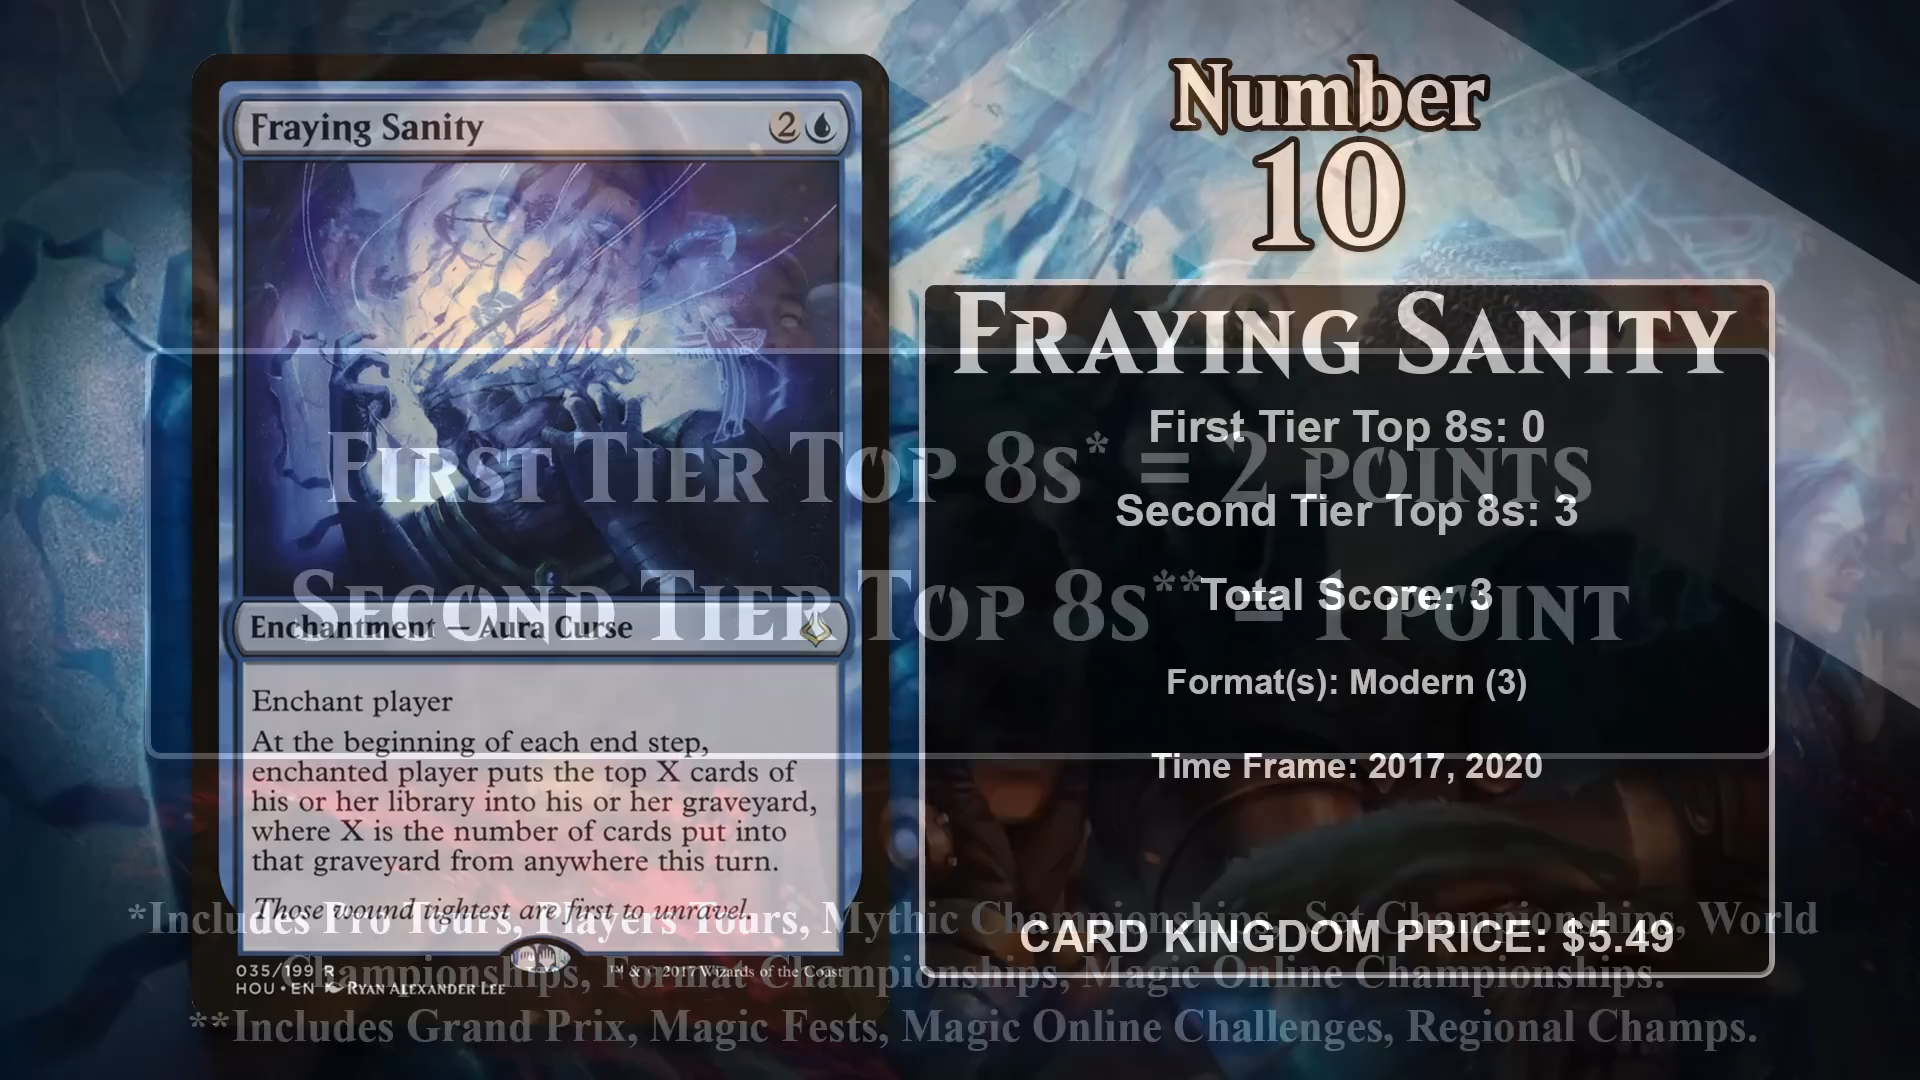 Fraying Sanity 2
Enchantment — Aura Curse
Enchant player
At the beginning of each end step,
enchanted player puts the top X cards of
his or her library into his or her graveyard,
where X is the number of cards put into
that graveyard from anywhere this turn.
Those wound tightest are first to unravel.
035/199 R
HOU • EN RYAN ALEXANDER LEE
™ & © 2017 Wizards of the Coast
Number
10
FRAYING SANITY
First Tier Top 8s: 0
Second Tier Top 8s: 3
Total Score: 3
Format(s): Modern (3)
Time Frame: 2017, 2020
CARD KINGDOM PRICE: $5.49
FIRST TIER TOP 8S* = 2 POINTS
SECOND TIER TOP 8S** = 1 POINT
*Includes Pro Tours, Players Tours, Mythic Championships, Set Championships, World
Championships, Format Championships, Magic Online Championships.
**Includes Grand Prix, Magic Fests, Magic Online Challenges, Regional Champs.